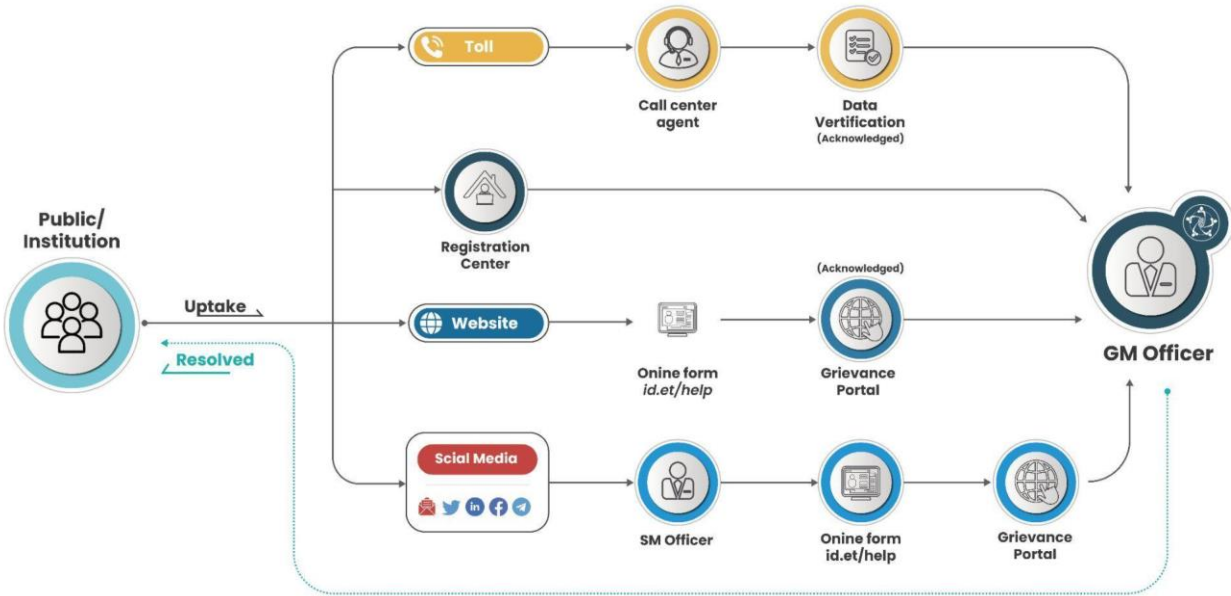 Toll
Call center
agent
Data
Vertification
(Acknowledged)
Public/
Institution
Registration
Center
Uptake
Resolved
Website
Onine form
id.et/help
(Acknowledged)
Grievance
Portal
GM Officer
Scial Media
in
SM Officer
Onine form
id.et/help
Grievance
Portal